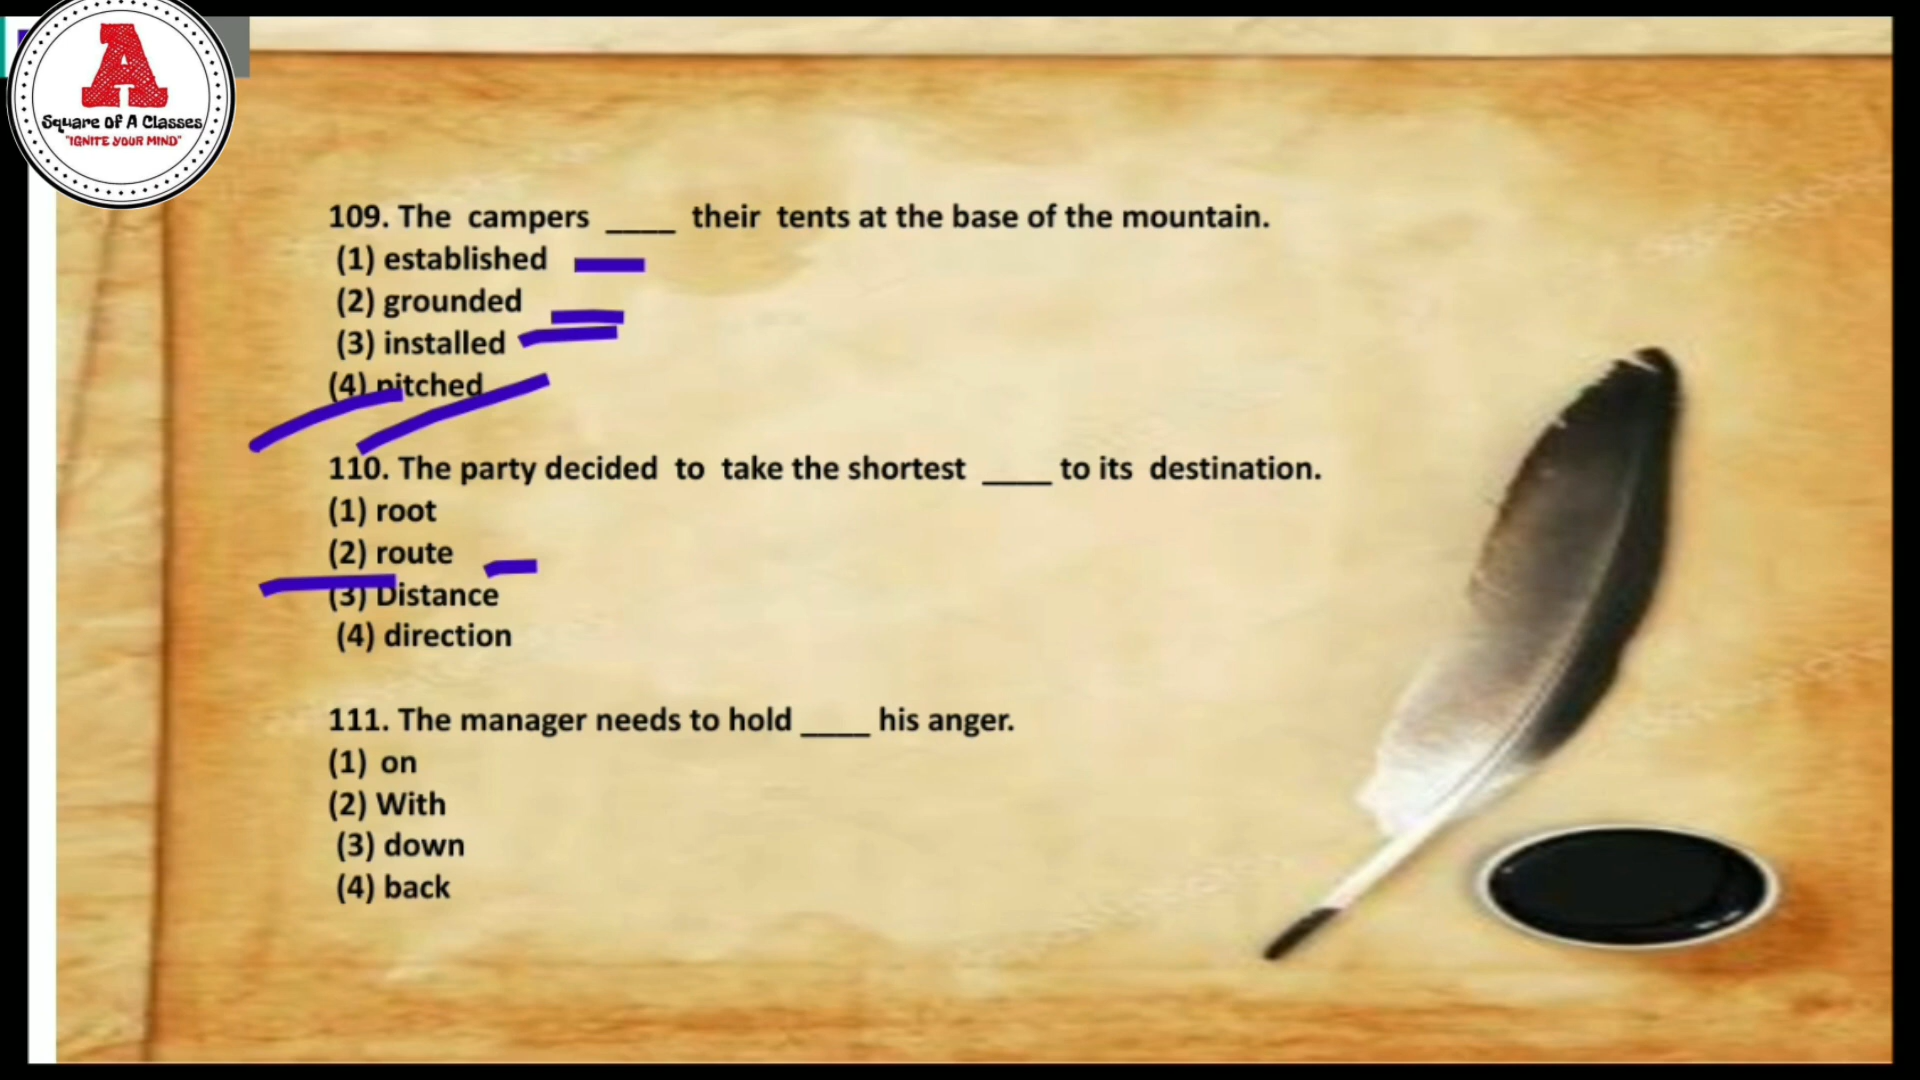 A
Square Of A Classes
"IGNITE YOUR MIND"
109. The campers ____ their tents at the base of the mountain.
(1) established
(2) grounded
(3) installed
(4) pitched
110. The party decided to take the shortest ____ to its destination.
(1) root
(2) route
(3) Distance
(4) direction
111. The manager needs to hold ____ his anger.
(1) on
(2) With
(3) down
(4) back